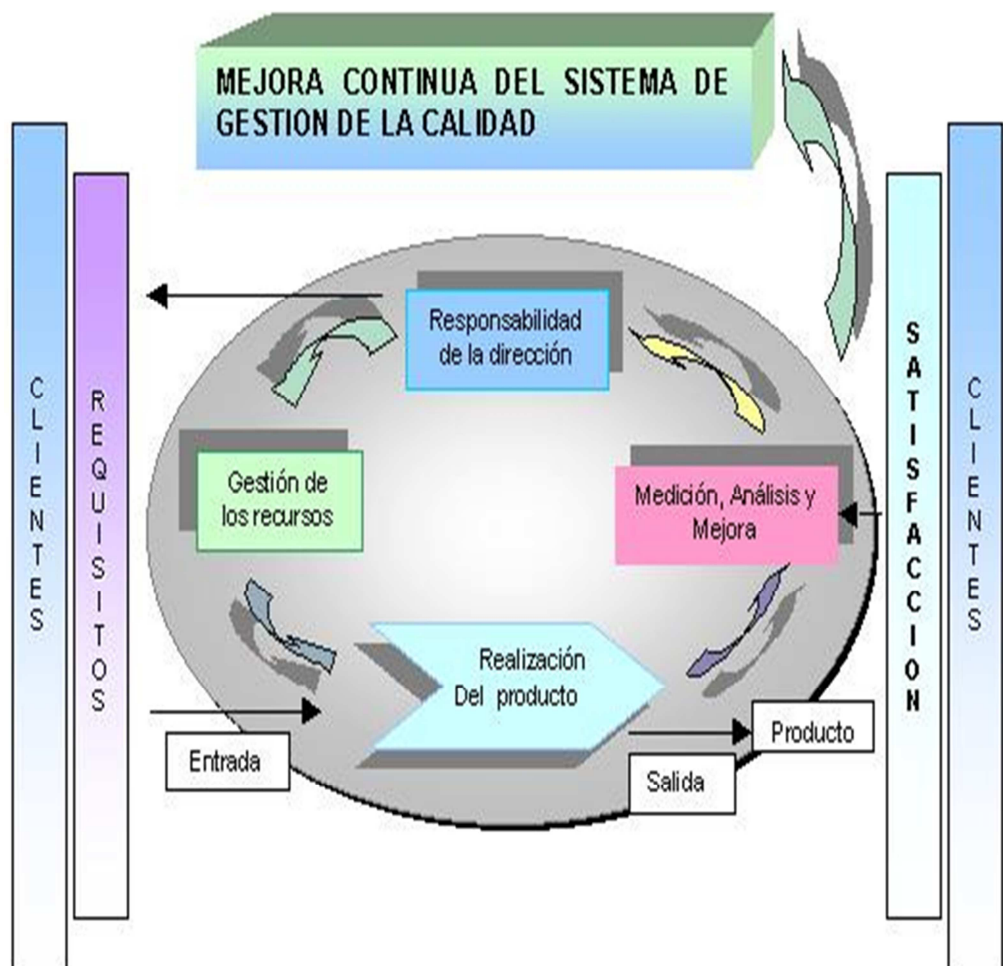 MEJORA CONTINUA DEL SISTEMA DE
GESTION DE LA CALIDAD
CLIENTES
REQUISITOS
Responsabilidad
de la dirección
Gestión de
los recursos
Medición, Análisis y
Mejora
Realización
Del producto
Entrada
Salida
Producto
SATISFACCION
CLIENTES